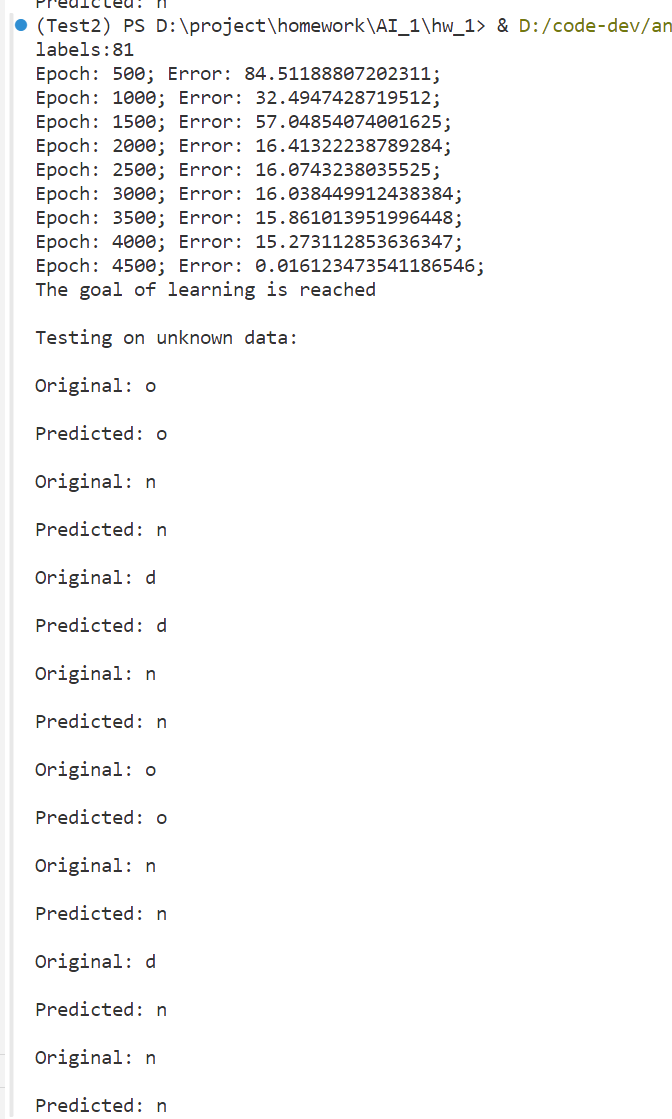 Predicted: n
(Test2) PS D:\project\homework\AI_1\hw_1> & D:/code-dev/an
labels:81
Epoch: 500; Error: 84.51188807202311;
Epoch: 1000; Error: 32.4947428719512;
Epoch: 1500; Error: 57.04854074001625;
Epoch: 2000; Error: 16.41322238789284;
Epoch: 2500; Error: 16.0743238035525;
Epoch: 3000; Error: 16.038449912438384;
Epoch: 3500; Error: 15.861013951996448;
Epoch: 4000; Error: 15.273112853636347;
Epoch: 4500; Error: 0.016123473541186546;
The goal of learning is reached
Testing on unknown data:
Original: o
Predicted: o
Original: n
Predicted: n
Original: d
Predicted: d
Original: n
Predicted: n
Original: o
Predicted: o
Original: n
Predicted: n
Original: d
Predicted: n
Original: n
Predicted: n